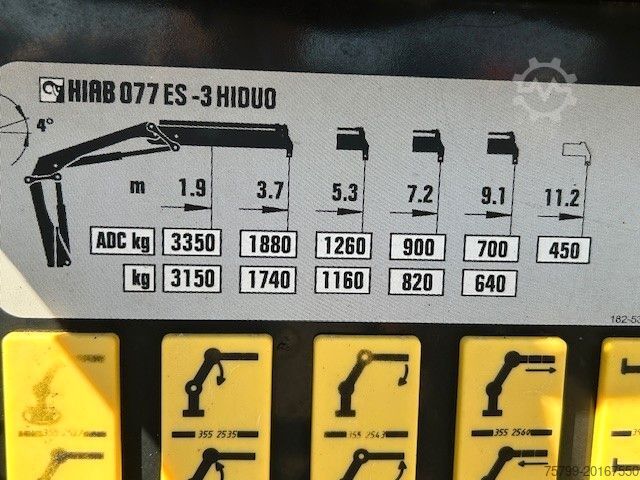 HIAB 077 ES -3 HIDUO
4°
m 1.9 3.7 5.3 7.2 9.1 11.2
ADC kg 3350 1880 1260 900 700 450
kg 3150 1740 1160 820 640
182-53
355 2535 355 2543 355 2560
75799-20167550